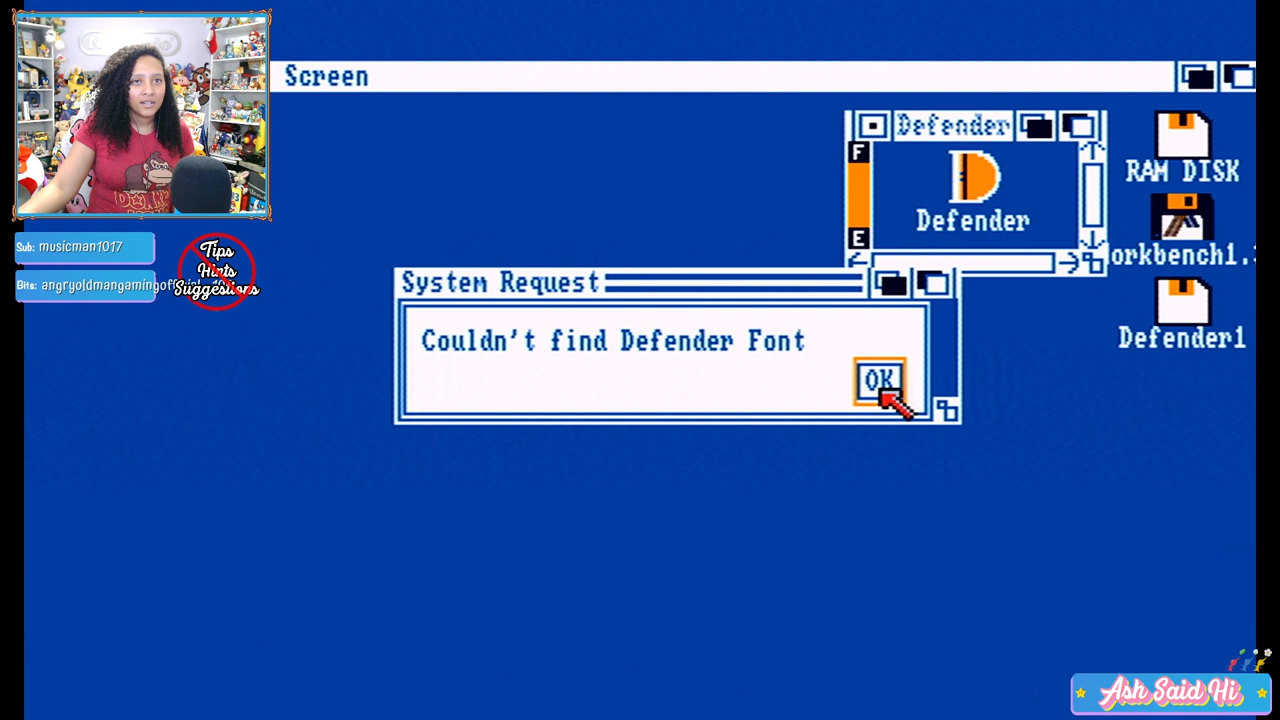 Nintendo
Screen
Defender
F
Defender
E
RAM DISK
orkbench1.3
Defender1
System Request
Couldn't find Defender Font
OK
Sub: musicman1017
Bits: angryoldmangamingof
Tips
Hints
Suggestions
Ash Said Hi